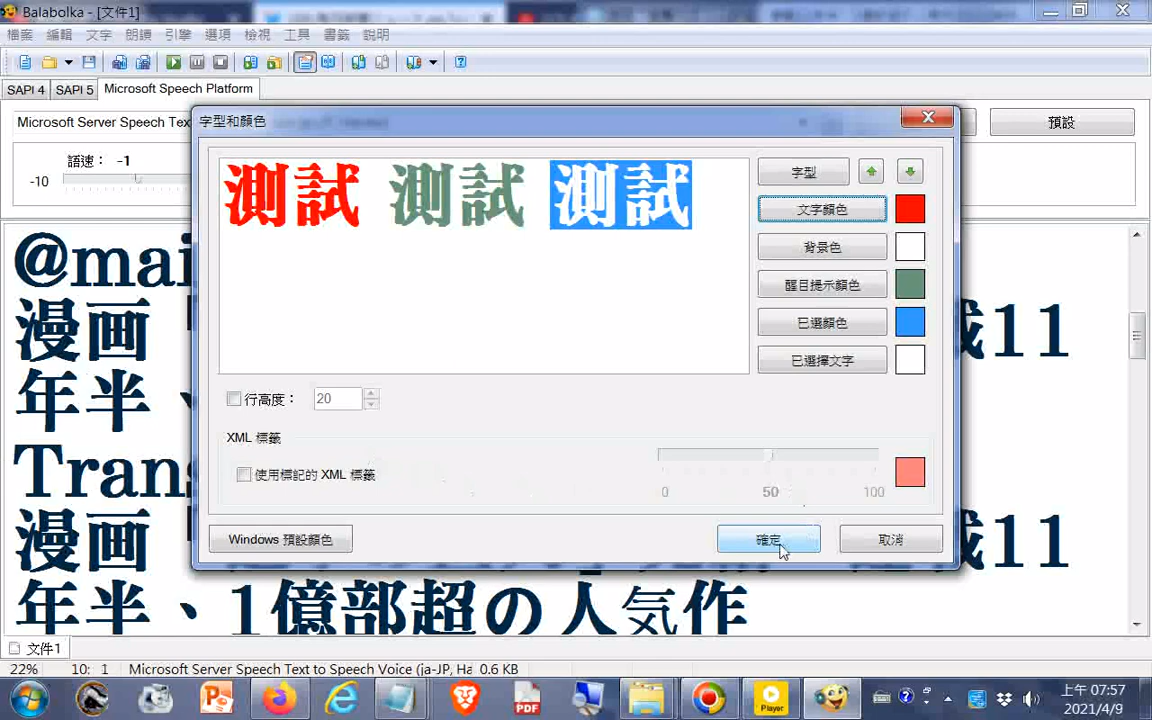 Balabolka - [文件1]
檔案 編輯 文字 朗讀 引擎 選項 檢視 工具 書籤 說明
SAPI 4 SAPI 5 Microsoft Speech Platform
Microsoft Server Speech Tex
預設
語速： -1
-10
字型和顏色
測試 測試 測試
字型
文字顏色
背景色
醒目提示顏色
已選顏色
已選擇文字
行高度： 20
XML 標籤
使用標記的 XML 標籤
0 50 100
Windows 預設顏色 確定 取消
@mai
漫画 11
年半、
Trans
漫画 11
年半、1億部超の人気作
文件1
22% 10: 1 Microsoft Server Speech Text to Speech Voice (ja-JP, Ha 0.6 KB
PDF
Player
上午 07:57
2021/4/9